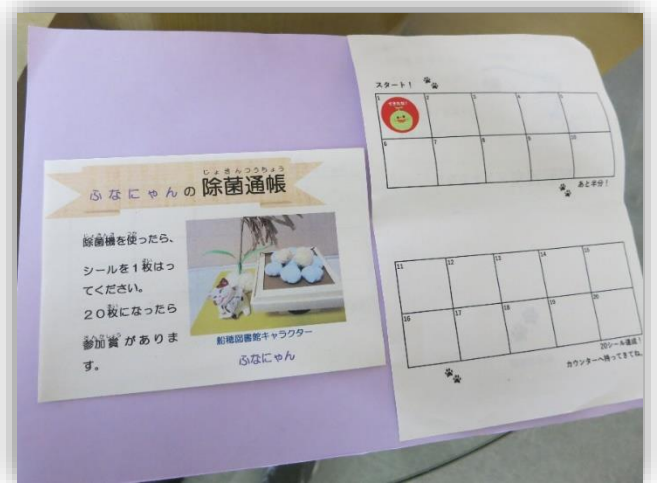 じょきんつうちょう
ふなにゃんの除菌通帳
除菌機を使ったら、
シールを1枚はっ
てください。
20枚になったら
参加賞がありま
す。
船穂図書館キャラクター
ふなにゃん
スタート!
1 2 3 4 5
6 7 8 9 10
あと半分!
11 12 13 14 15
16 17 18 19 20
20シール達成!
カウンターへ持ってきてね。